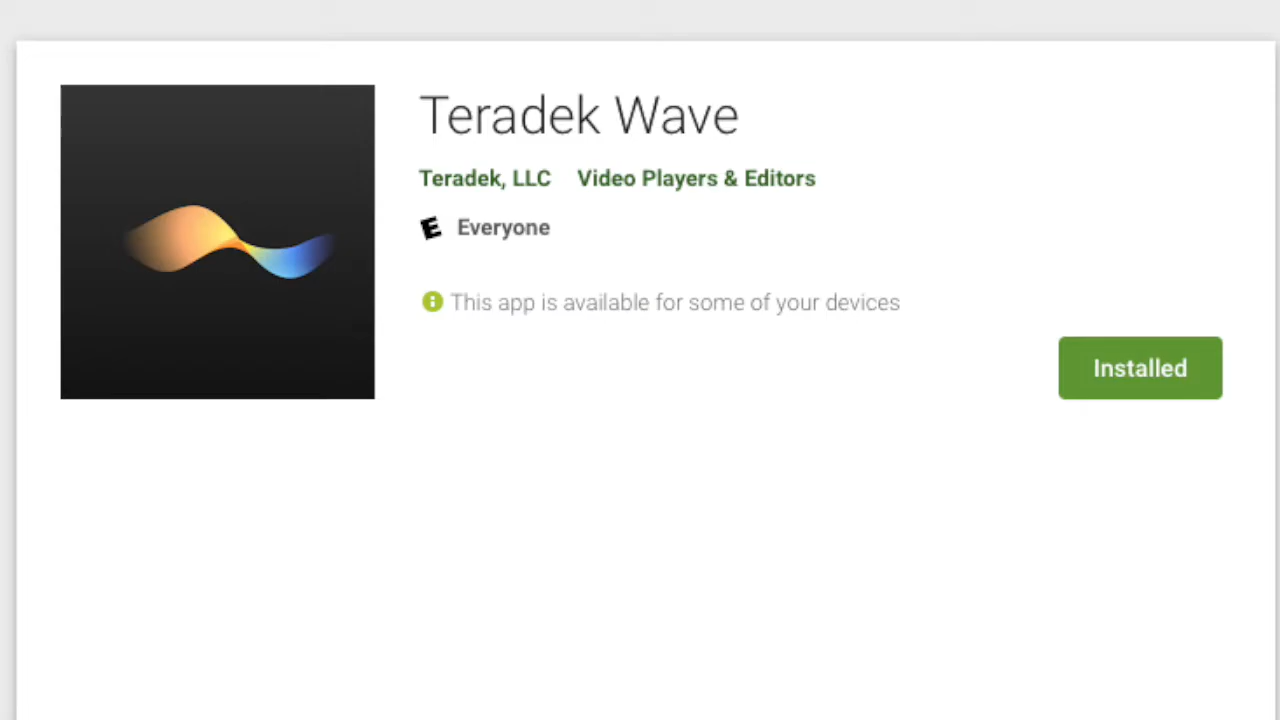 Teradek Wave
Teradek, LLC Video Players & Editors
E Everyone
This app is available for some of your devices
Installed